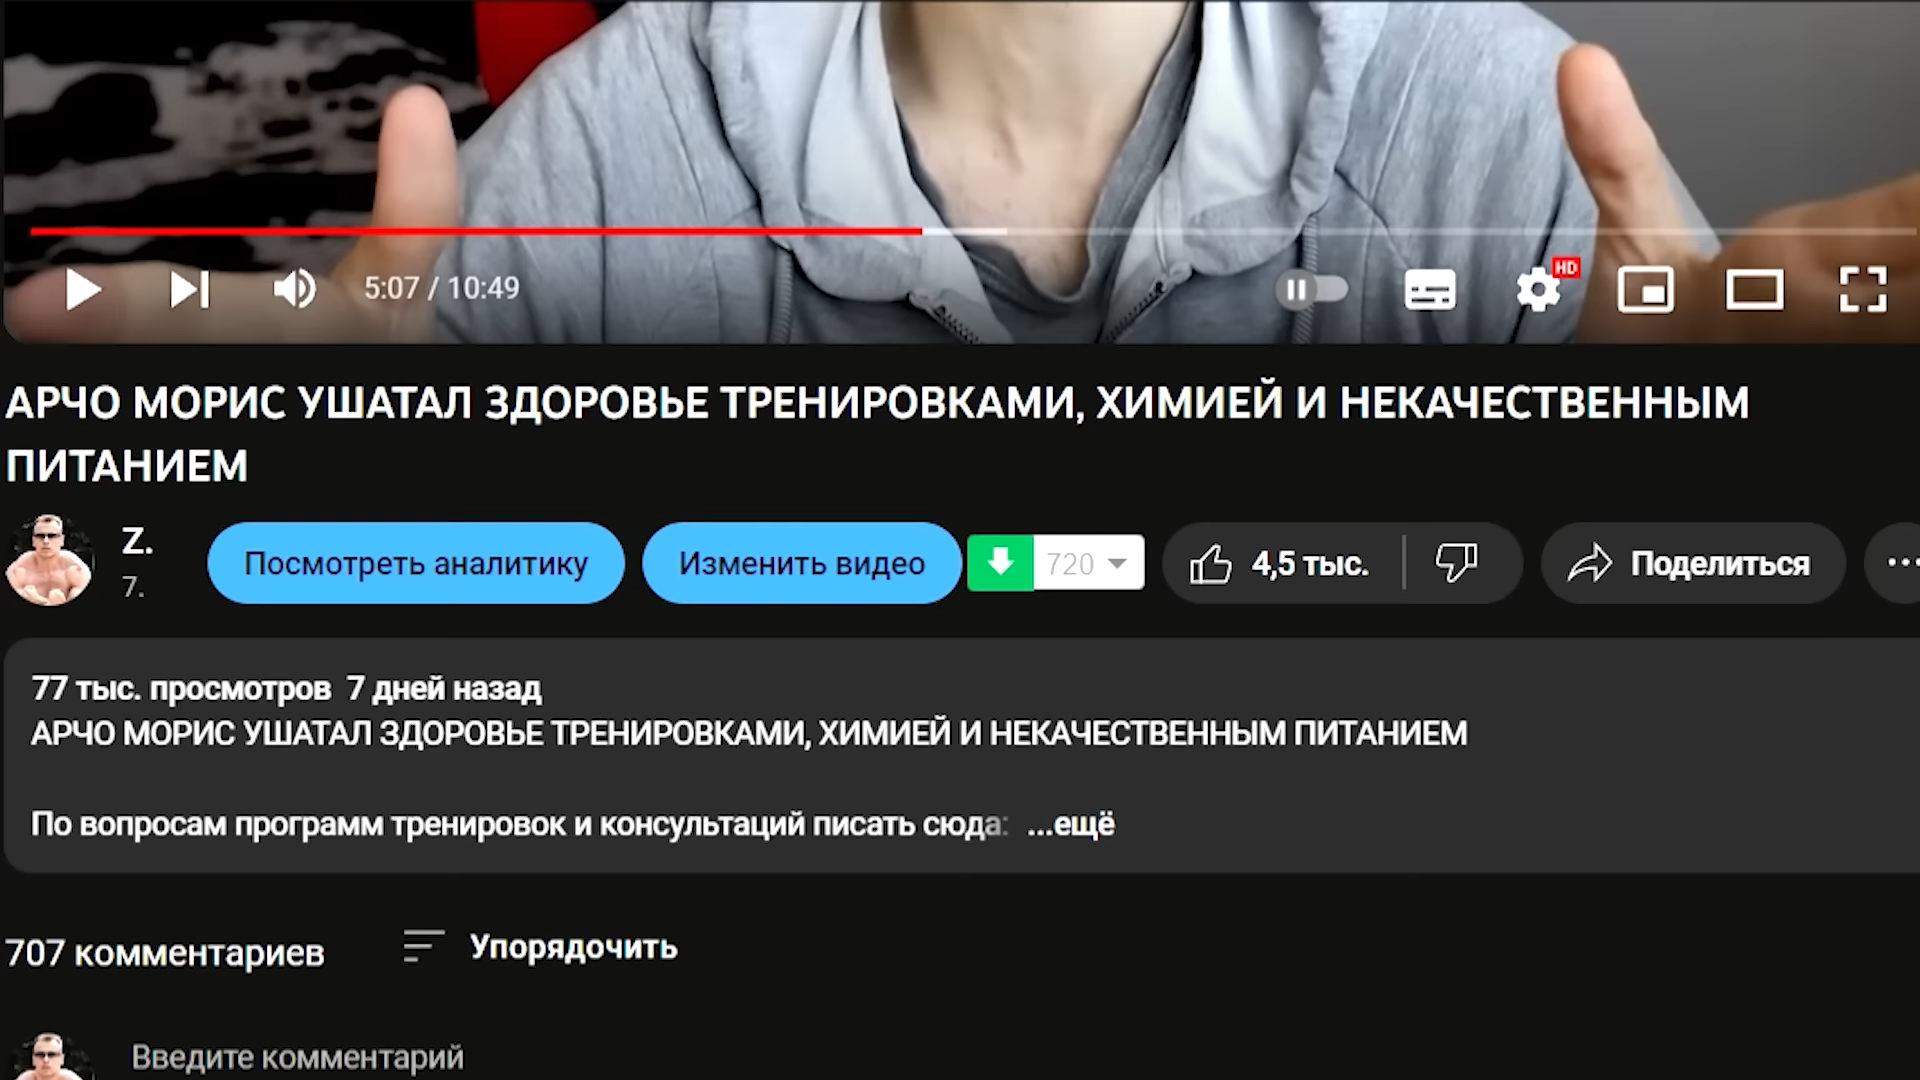 5:07 / 10:49
HD
АРЧО МОРИС УШАТАЛ ЗДОРОВЬЕ ТРЕНИРОВКАМИ, ХИМИЕЙ И НЕКАЧЕСТВЕННЫМ
ПИТАНИЕМ
Z.
7.
Посмотреть аналитику
Изменить видео
720
4,5 тыс.
Поделиться
77 тыс. просмотров 7 дней назад
АРЧО МОРИС УШАТАЛ ЗДОРОВЬЕ ТРЕНИРОВКАМИ, ХИМИЕЙ И НЕКАЧЕСТВЕННЫМ ПИТАНИЕМ
По вопросам программ тренировок и консультаций писать сюда: ...ещё
707 комментариев
Упорядочить
Введите комментарий